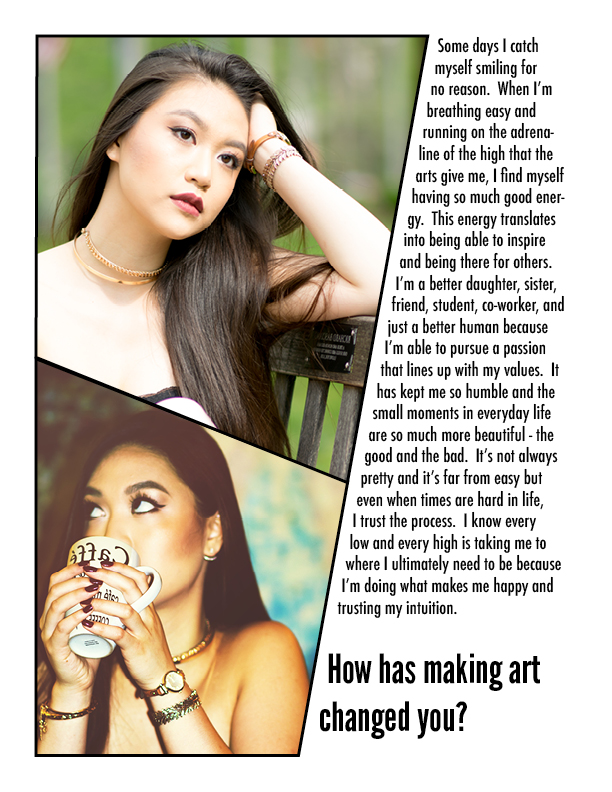 Some days I catch
myself smiling for
no reason.  When I'm
breathing easy and
running on the adrena-
line of the high that the
arts give me, I find myself
having so much good ener-
gy.  This energy translates
into being able to inspire
and being there for others.
I'm a better daughter, sister,
friend, student, co-worker, and
just a better human because
I'm able to pursue a passion
that lines up with my values.  It
has kept me so humble and the
small moments in everyday life
are so much more beautiful - the
good and the bad.  It's not always
pretty and it's far from easy but
even when times are hard in life,
I trust the process.  I know every
low and every high is taking me to
where I ultimately need to be because
I'm doing what makes me happy and
trusting my intuition.
How has making art
changed you?
Caffé